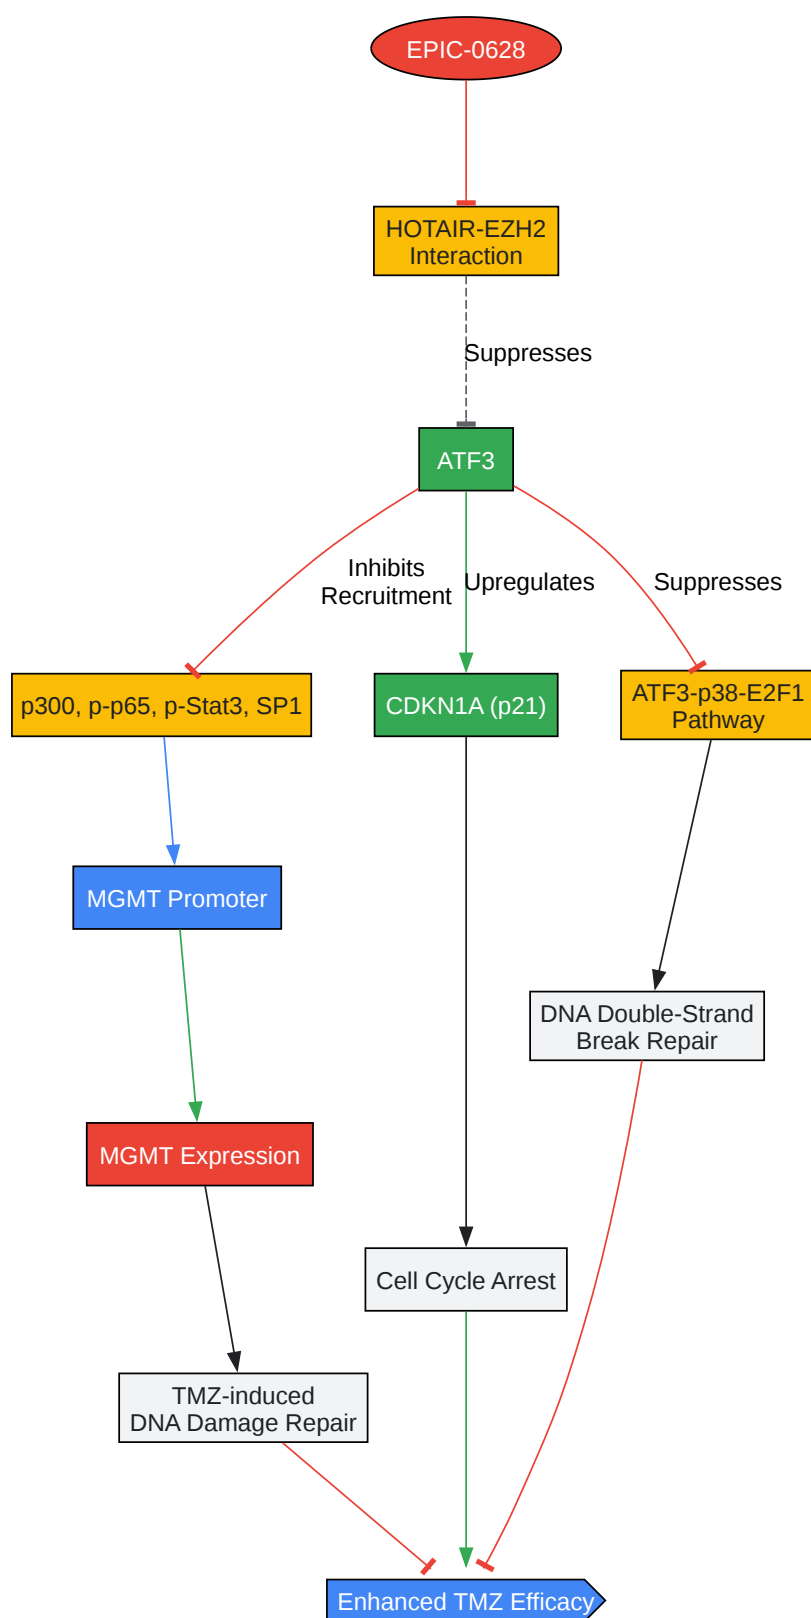 EPIC-0628
HOTAIR-EZH2
Interaction
Suppresses
ATF3
Inhibits
Recruitment
Upregulates
Suppresses
p300, p-p65, p-Stat3, SP1
CDKN1A (p21)
ATF3-p38-E2F1
Pathway
MGMT Promoter
DNA Double-Strand
Break Repair
MGMT Expression
Cell Cycle Arrest
TMZ-induced
DNA Damage Repair
Enhanced TMZ Efficacy